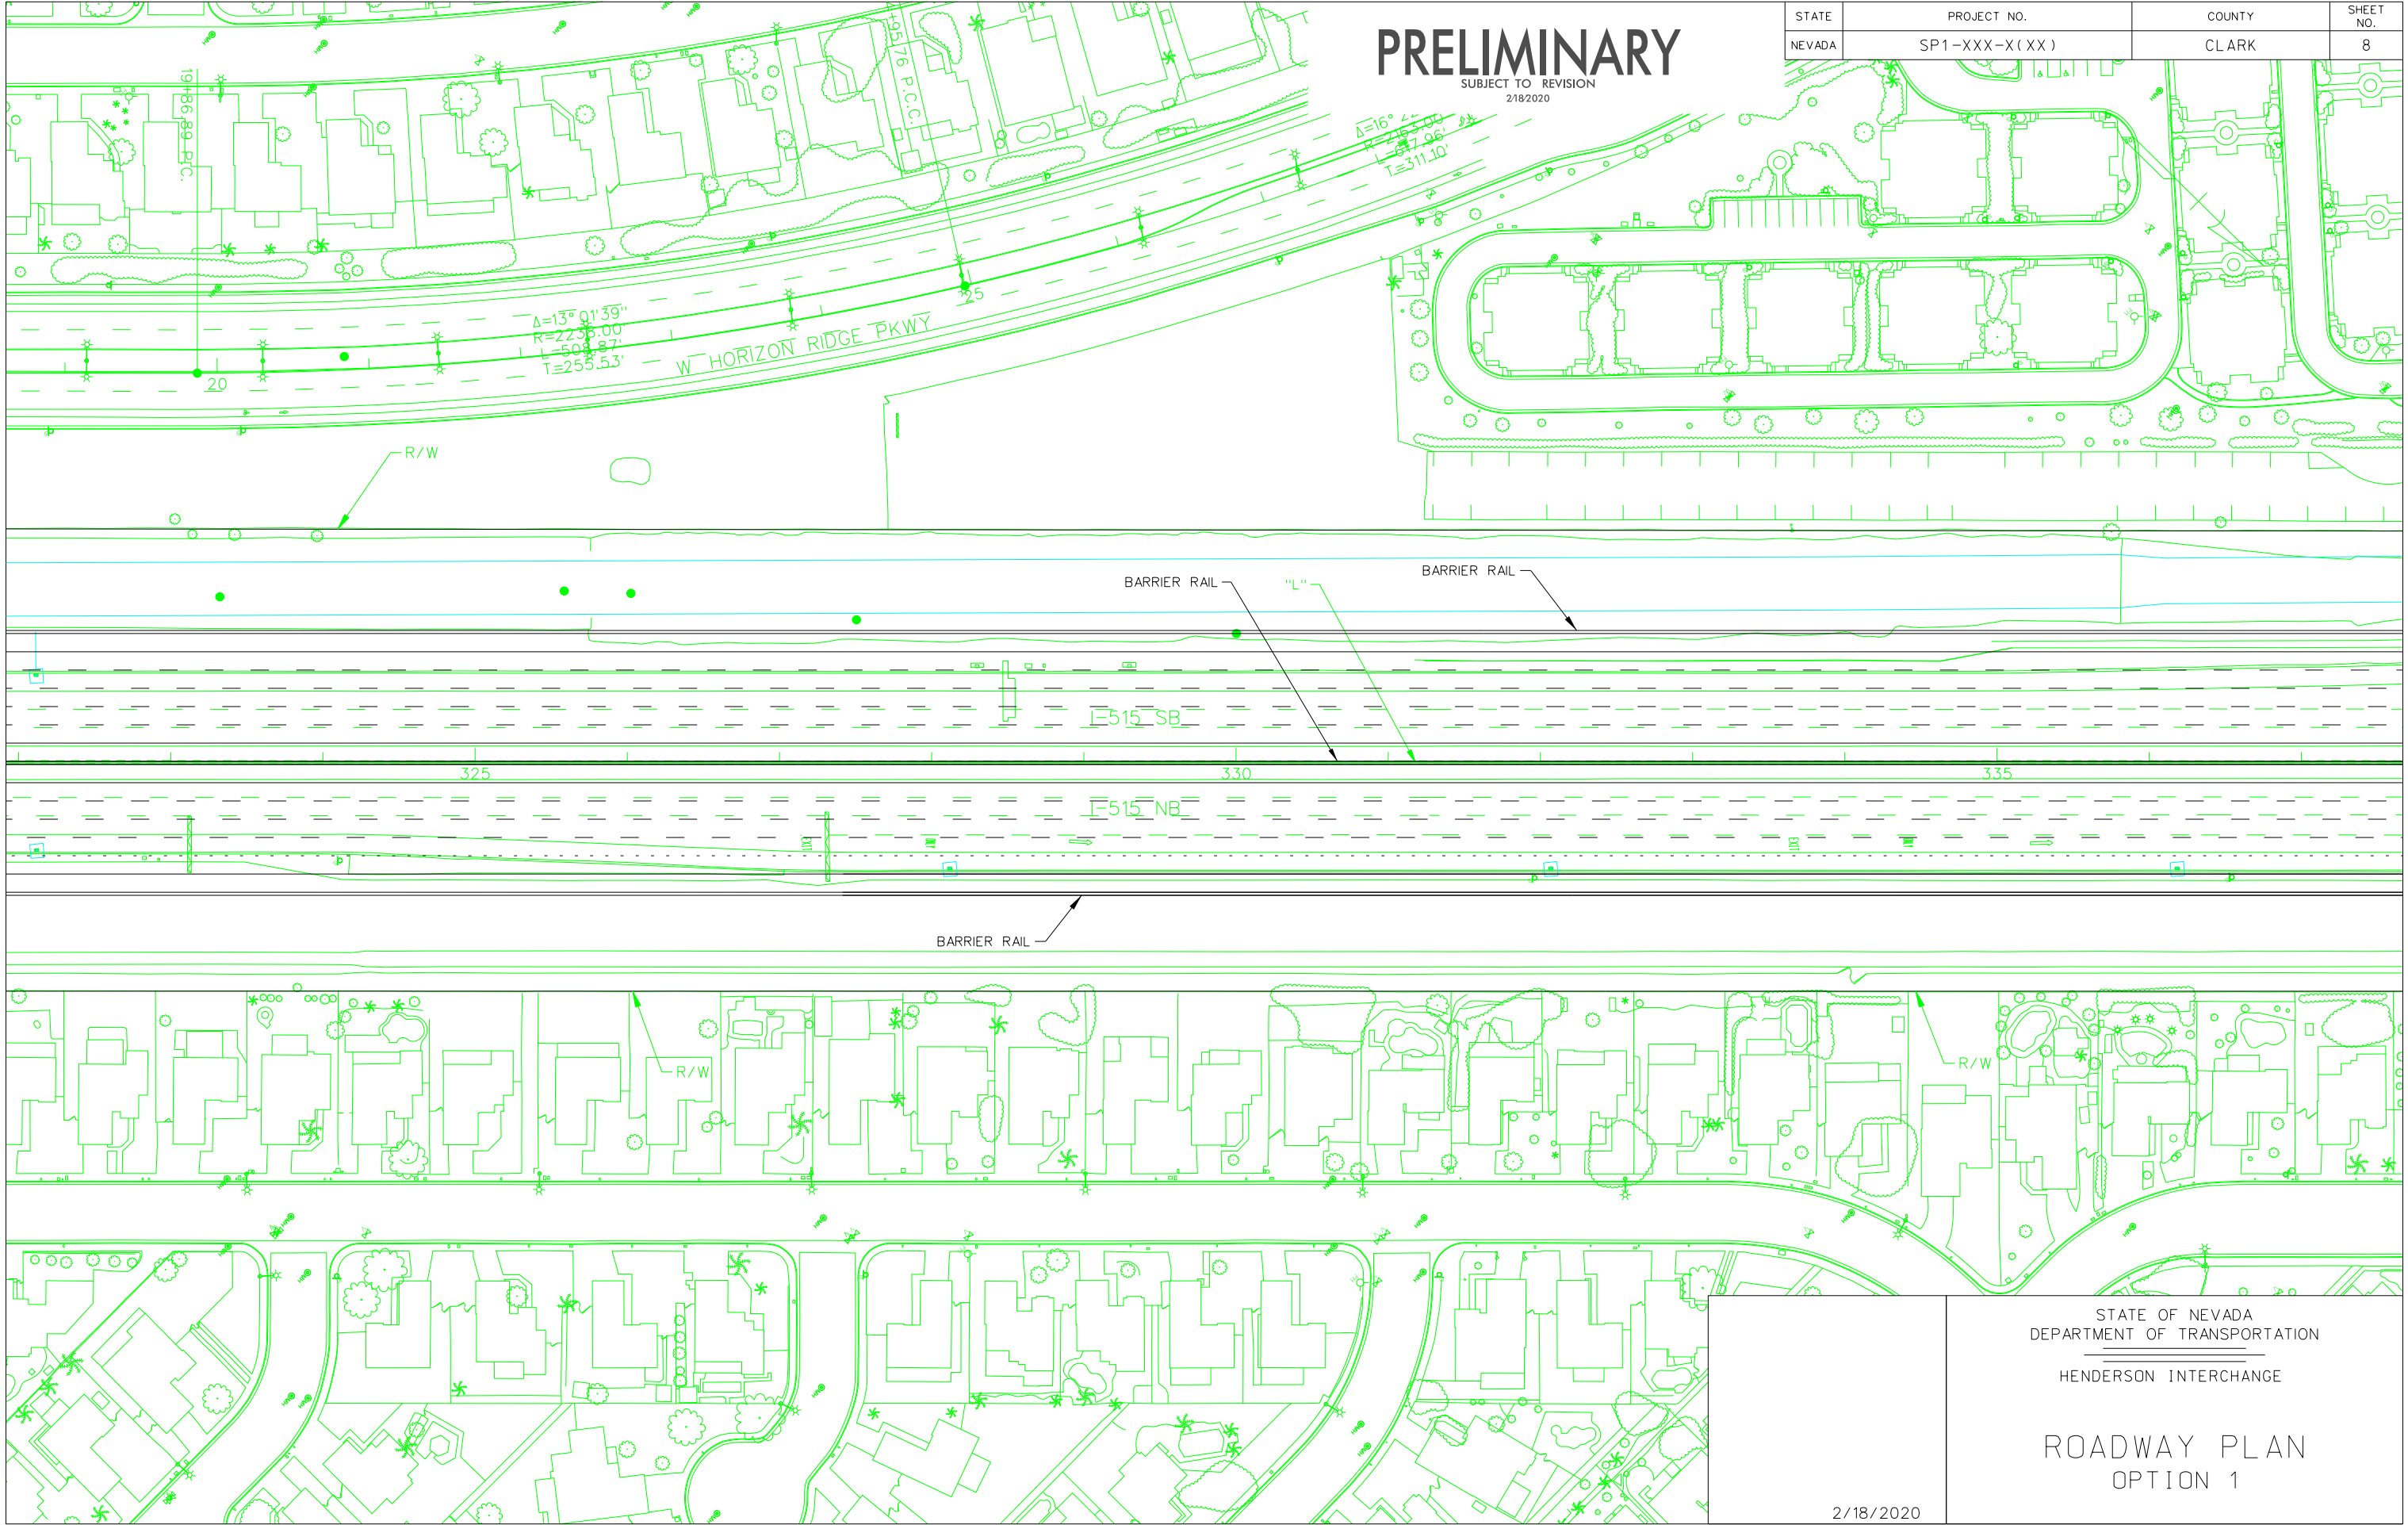 PRELIMINARY
SUBJECT TO REVISION
2/18/2020
STATE PROJECT NO. COUNTY SHEET NO.
NEVADA SP1-XXX-X(XX) CLARK 8
19+86.89 P.C.
P.C.C.
Δ=13° 01'39"
L=508.87'
T=255.53'
T=311.10'
20
25
W HORIZON RIDGE PKWY
R/W
BARRIER RAIL
"L"
BARRIER RAIL
I-515 SB
325
330
335
I-515 NB
BARRIER RAIL
R/W
R/W
STATE OF NEVADA
DEPARTMENT OF TRANSPORTATION
HENDERSON INTERCHANGE
ROADWAY PLAN
OPTION 1
2/18/2020